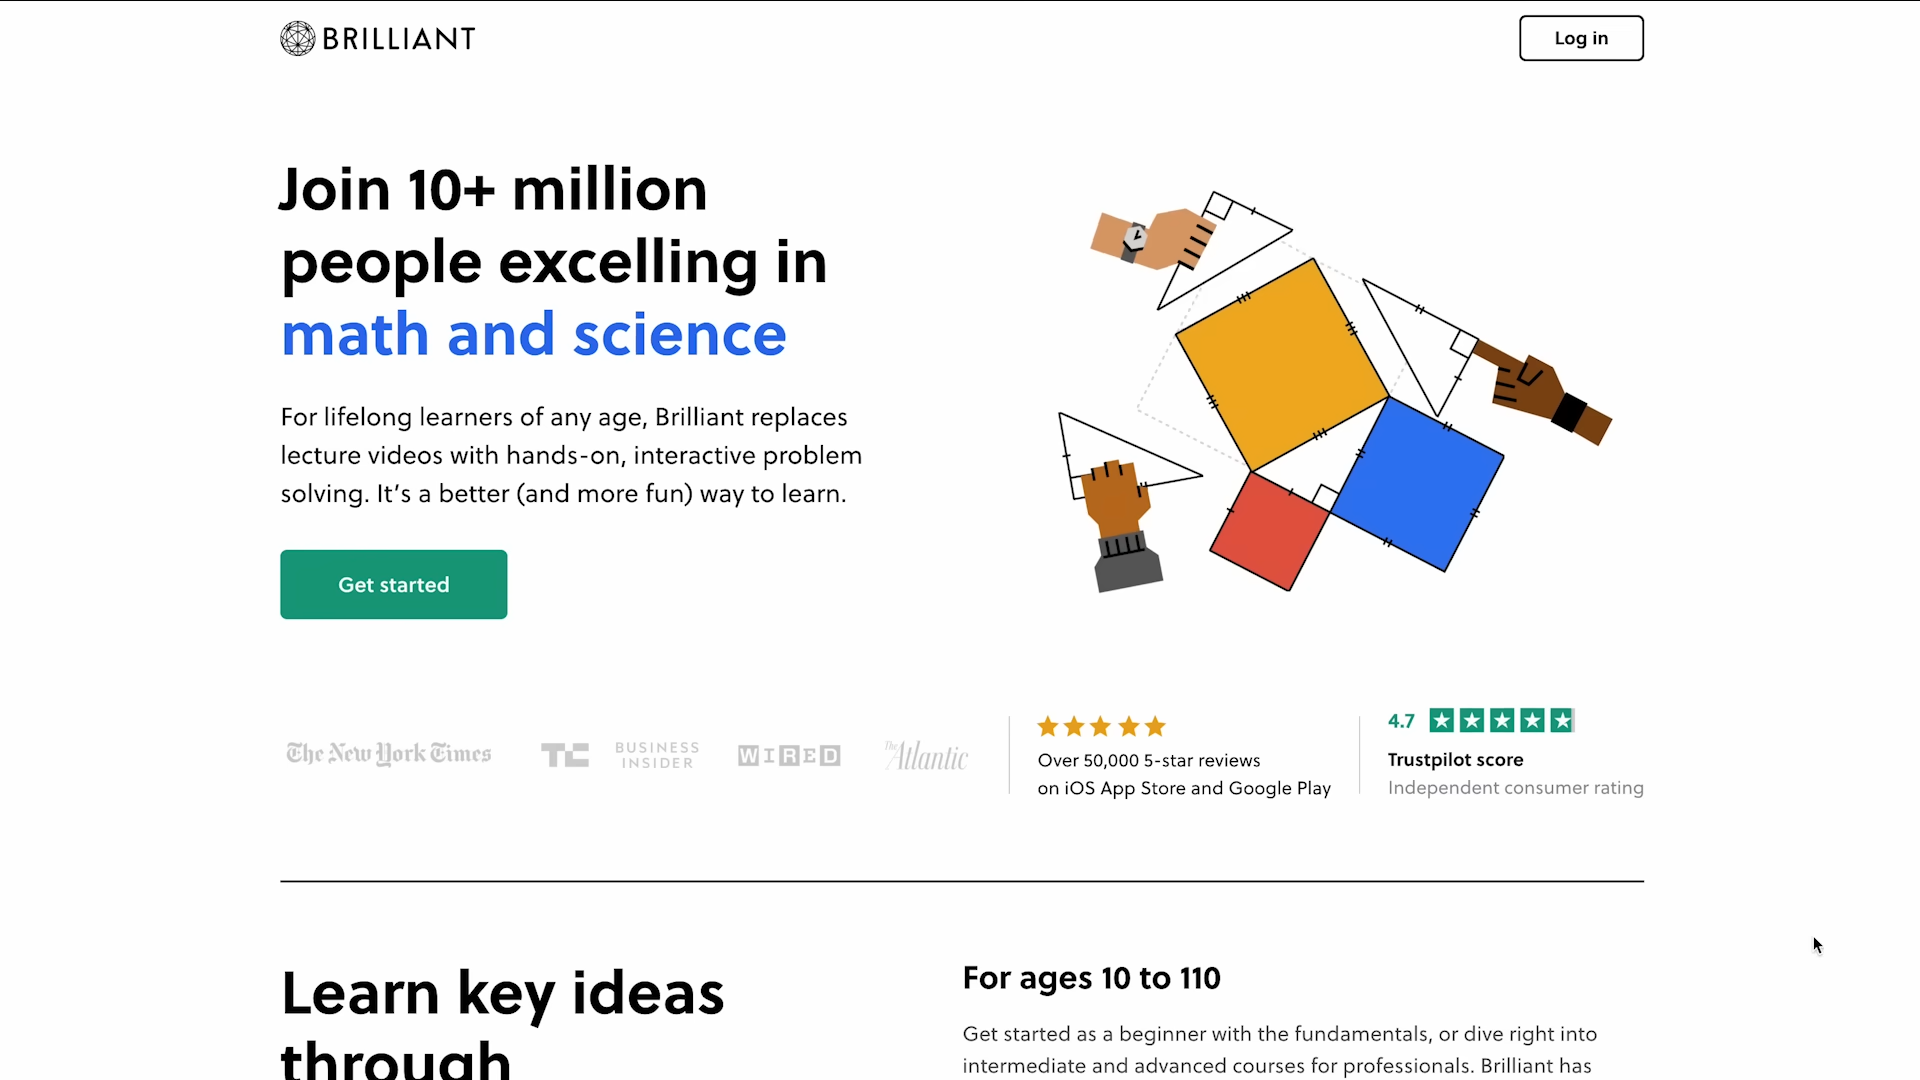 BRILLIANT
Log in
Join 10+ million
people excelling in
math and science
For lifelong learners of any age, Brilliant replaces
lecture videos with hands-on, interactive problem
solving. It’s a better (and more fun) way to learn.
Get started
The New York Times
TC
BUSINESS
INSIDER
WIRED
The Atlantic
Over 50,000 5-star reviews
on iOS App Store and Google Play
4.7
Trustpilot score
Independent consumer rating
Learn key ideas
through
For ages 10 to 110
Get started as a beginner with the fundamentals, or dive right into
intermediate and advanced courses for professionals. Brilliant has